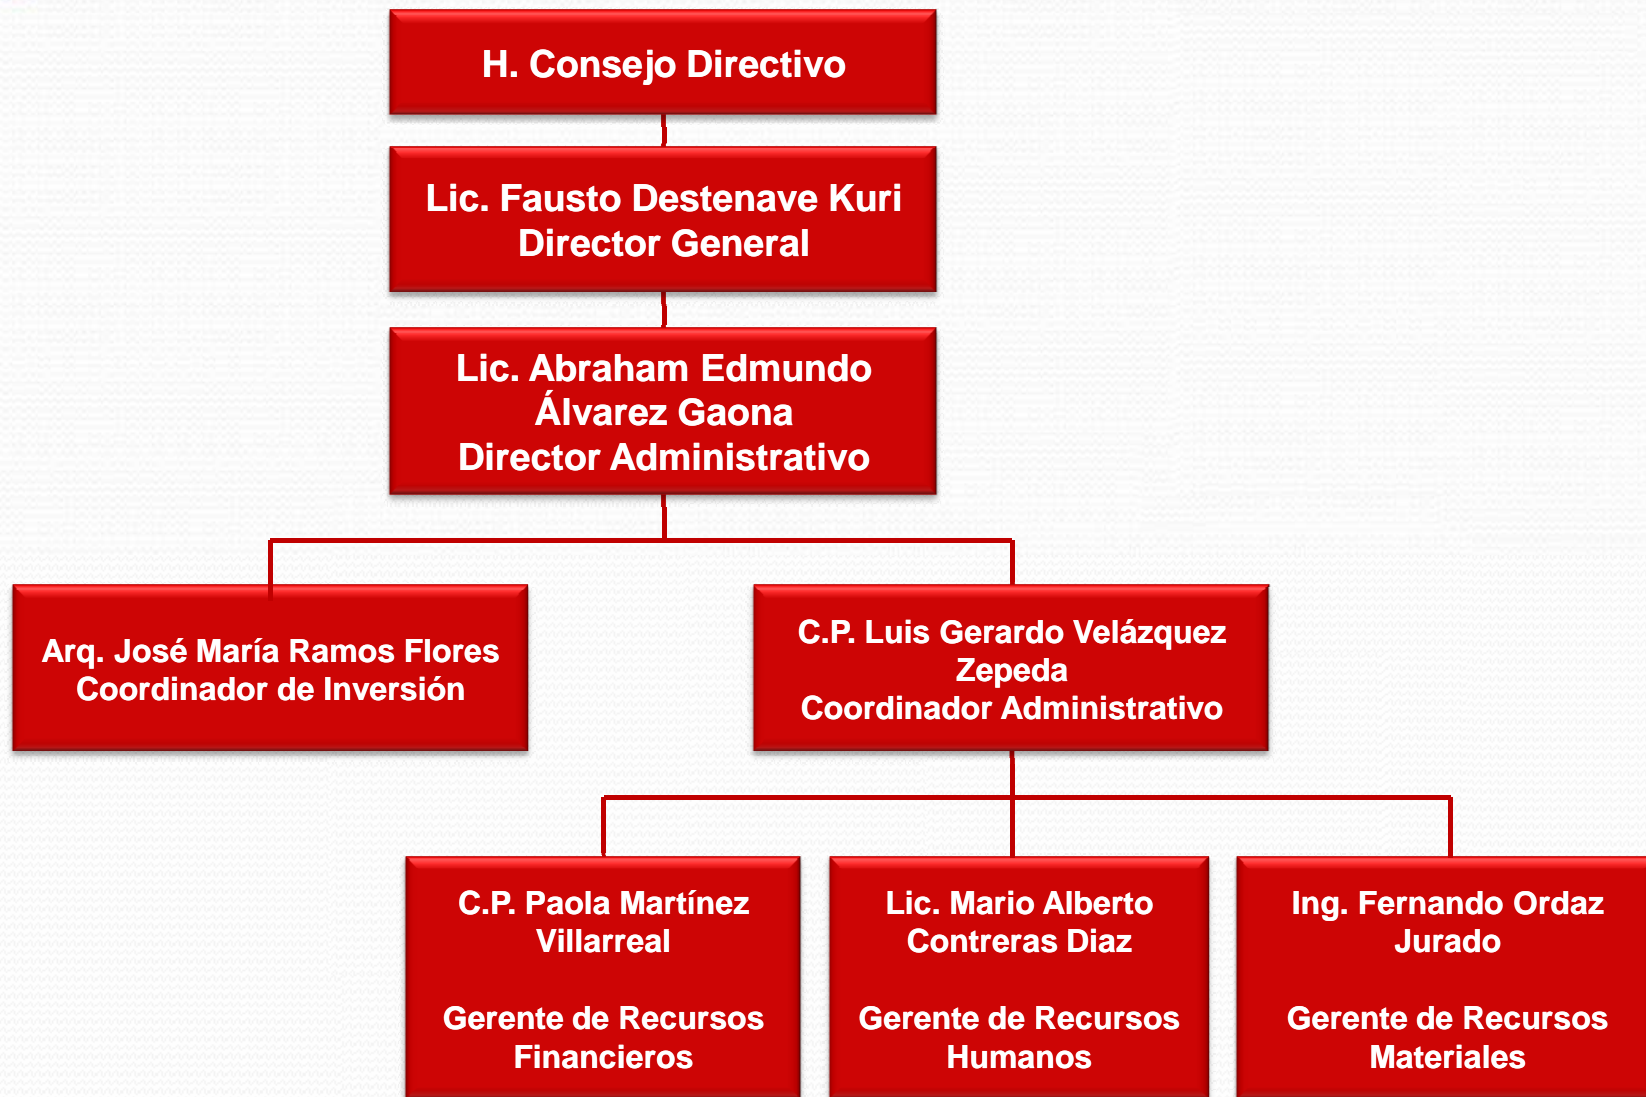 H. Consejo Directivo
Lic. Fausto Destenave Kuri
Director General
Lic. Abraham Edmundo
Álvarez Gaona
Director Administrativo
Arq. José María Ramos Flores
Coordinador de Inversión
C.P. Luis Gerardo Velázquez
Zepeda
Coordinador Administrativo
C.P. Paola Martínez
Villarreal
Gerente de Recursos
Financieros
Lic. Mario Alberto
Contreras Diaz
Gerente de Recursos
Humanos
Ing. Fernando Ordaz
Jurado
Gerente de Recursos
Materiales